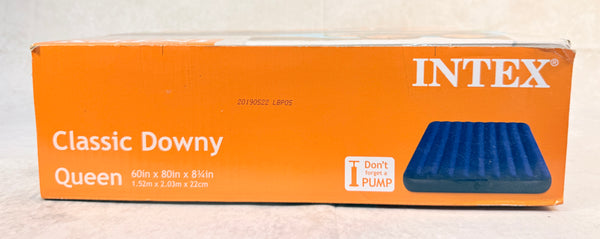 INTEX®
20190522 LBP05
Classic Downy
Queen 60in x 80in x 8¾in
1.52m x 2.03m x 22cm
Don't
forget a
PUMP